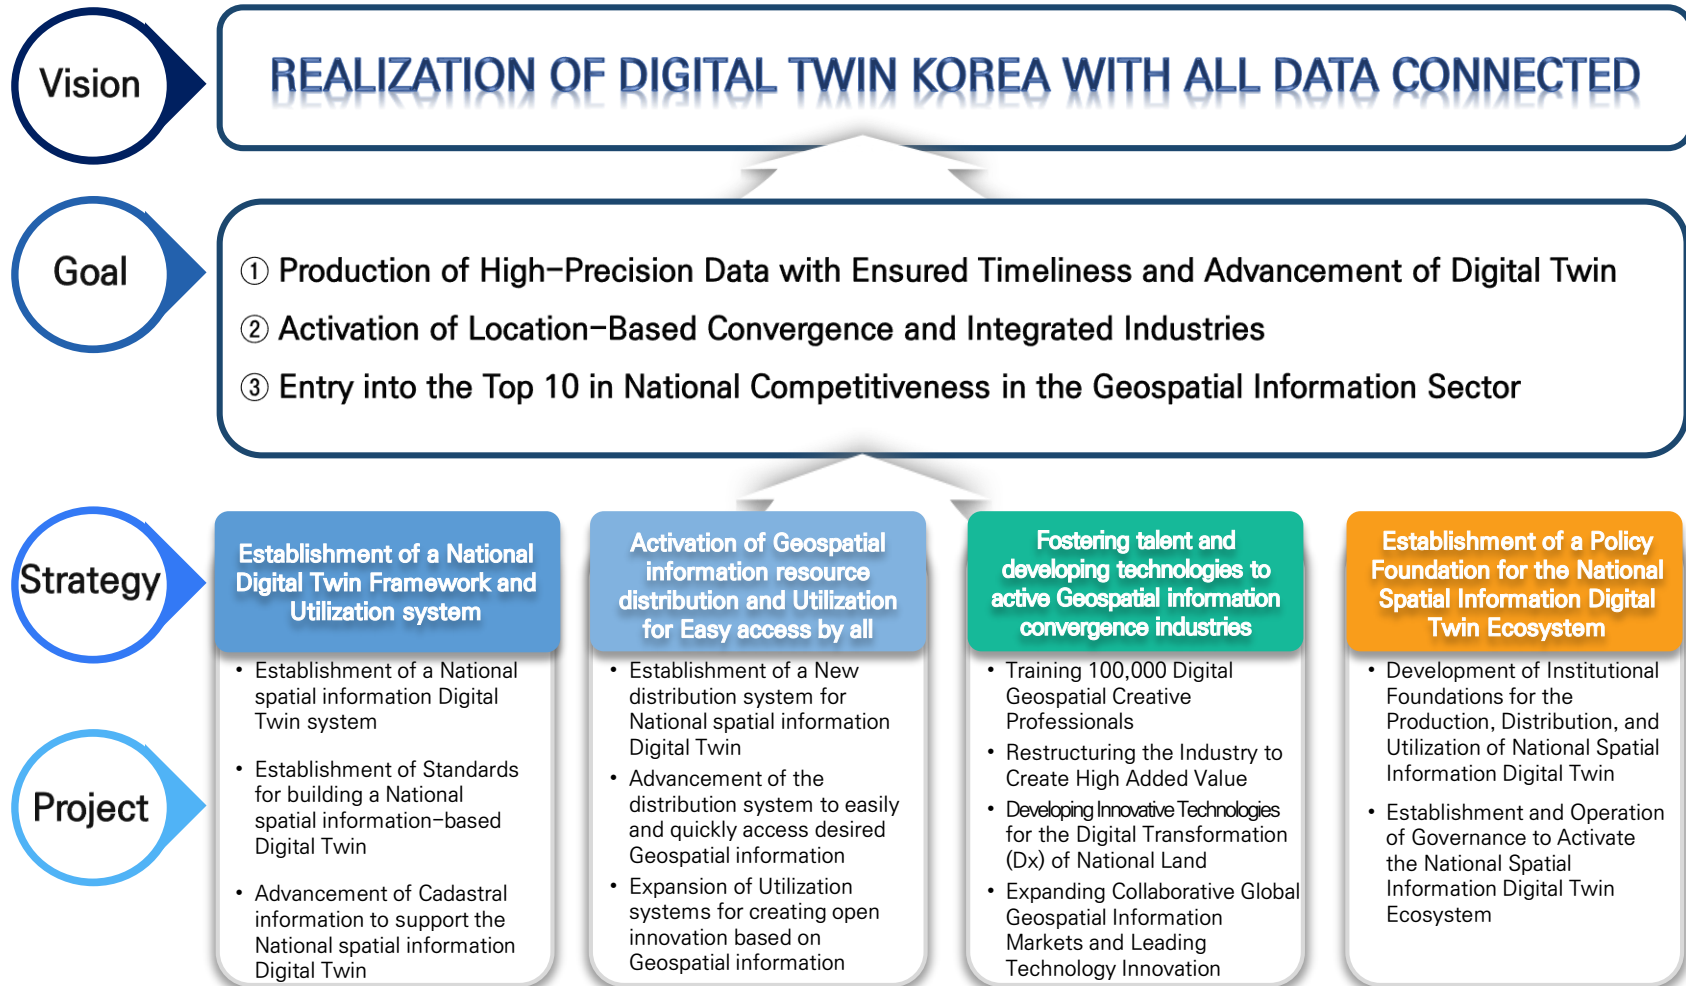 Vision
REALIZATION OF DIGITAL TWIN KOREA WITH ALL DATA CONNECTED
Goal
① Production of High-Precision Data with Ensured Timeliness and Advancement of Digital Twin
② Activation of Location-Based Convergence and Integrated Industries
③ Entry into the Top 10 in National Competitiveness in the Geospatial Information Sector
Strategy
Establishment of a National
Digital Twin Framework and
Utilization system
Activation of Geospatial
information resource
distribution and Utilization
for Easy access by all
Fostering talent and
developing technologies to
active Geospatial information
convergence industries
Establishment of a Policy
Foundation for the National
Spatial Information Digital
Twin Ecosystem
Project
• Establishment of a National
spatial information Digital
Twin system
• Establishment of Standards
for building a National
spatial information-based
Digital Twin
• Advancement of Cadastral
information to support the
National spatial information
Digital Twin
• Establishment of a New
distribution system for
National spatial information
Digital Twin
• Advancement of the
distribution system to easily
and quickly access desired
Geospatial information
• Expansion of Utilization
systems for creating open
innovation based on
Geospatial information
• Training 100,000 Digital
Geospatial Creative
Professionals
• Restructuring the Industry to
Create High Added Value
• Developing Innovative Technologies
for the Digital Transformation
(Dx) of National Land
• Expanding Collaborative Global
Geospatial Information
Markets and Leading
Technology Innovation
• Development of Institutional
Foundations for the
Production, Distribution, and
Utilization of National Spatial
Information Digital Twin
• Establishment and Operation
of Governance to Activate
the National Spatial
Information Digital Twin
Ecosystem